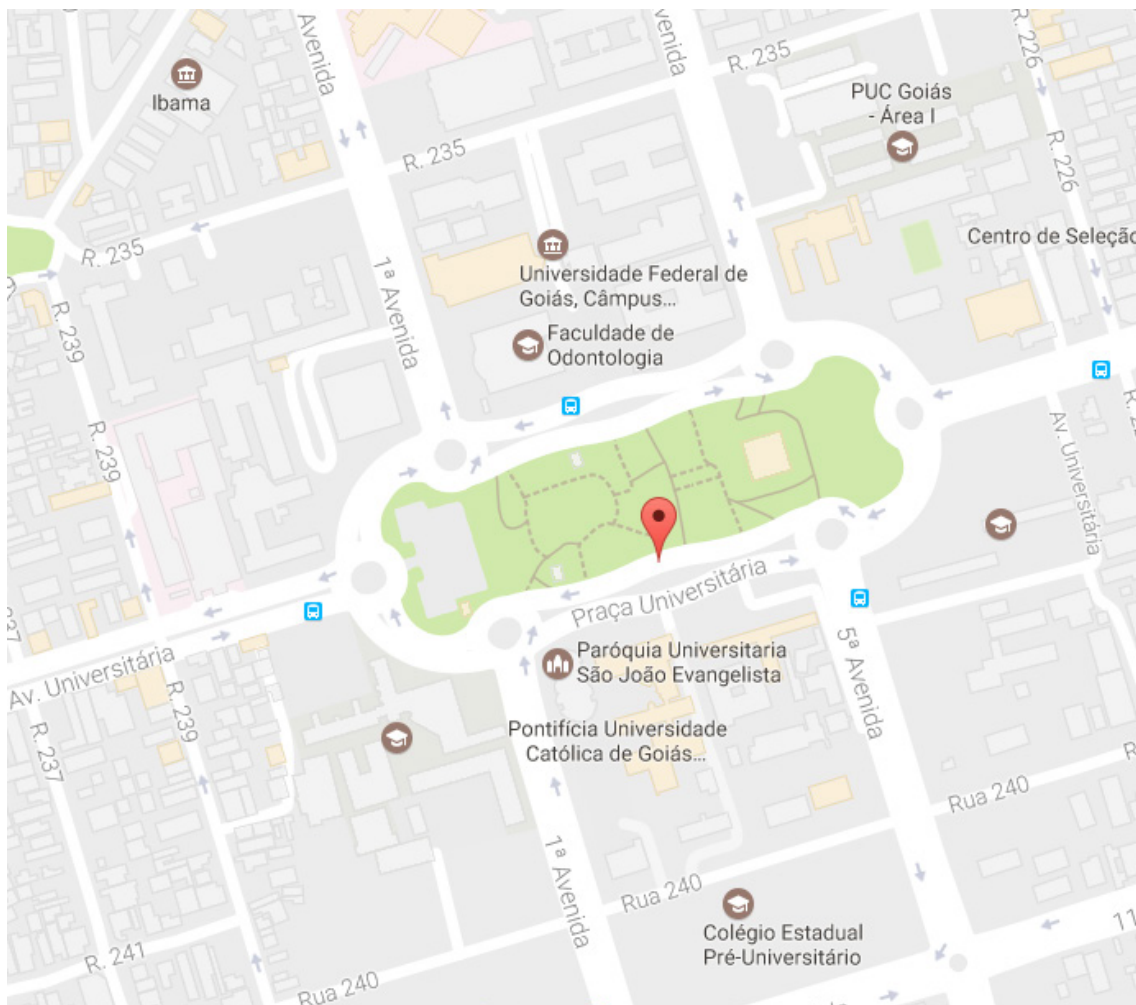 Avenida
Avenida
R. 235
R. 226
Ibama
PUC Goiás
- Área I
R. 235
R. 226
Centro de Seleção
R. 235
1ª Avenida
Universidade Federal de
Goiás, Câmpus...
R. 239
Faculdade de
Odontologia
R. 239
Av. Universitária
Praça Universitária
Av. Universitária
R. 239
R. 237
Paróquia Universitaria
São João Evangelista
5ª Avenida
Pontifícia Universidade
Católica de Goiás...
Rua 240
1ª Avenida
Rua 240
Colégio Estadual
Pré-Universitário
R. 241
Rua 240
11